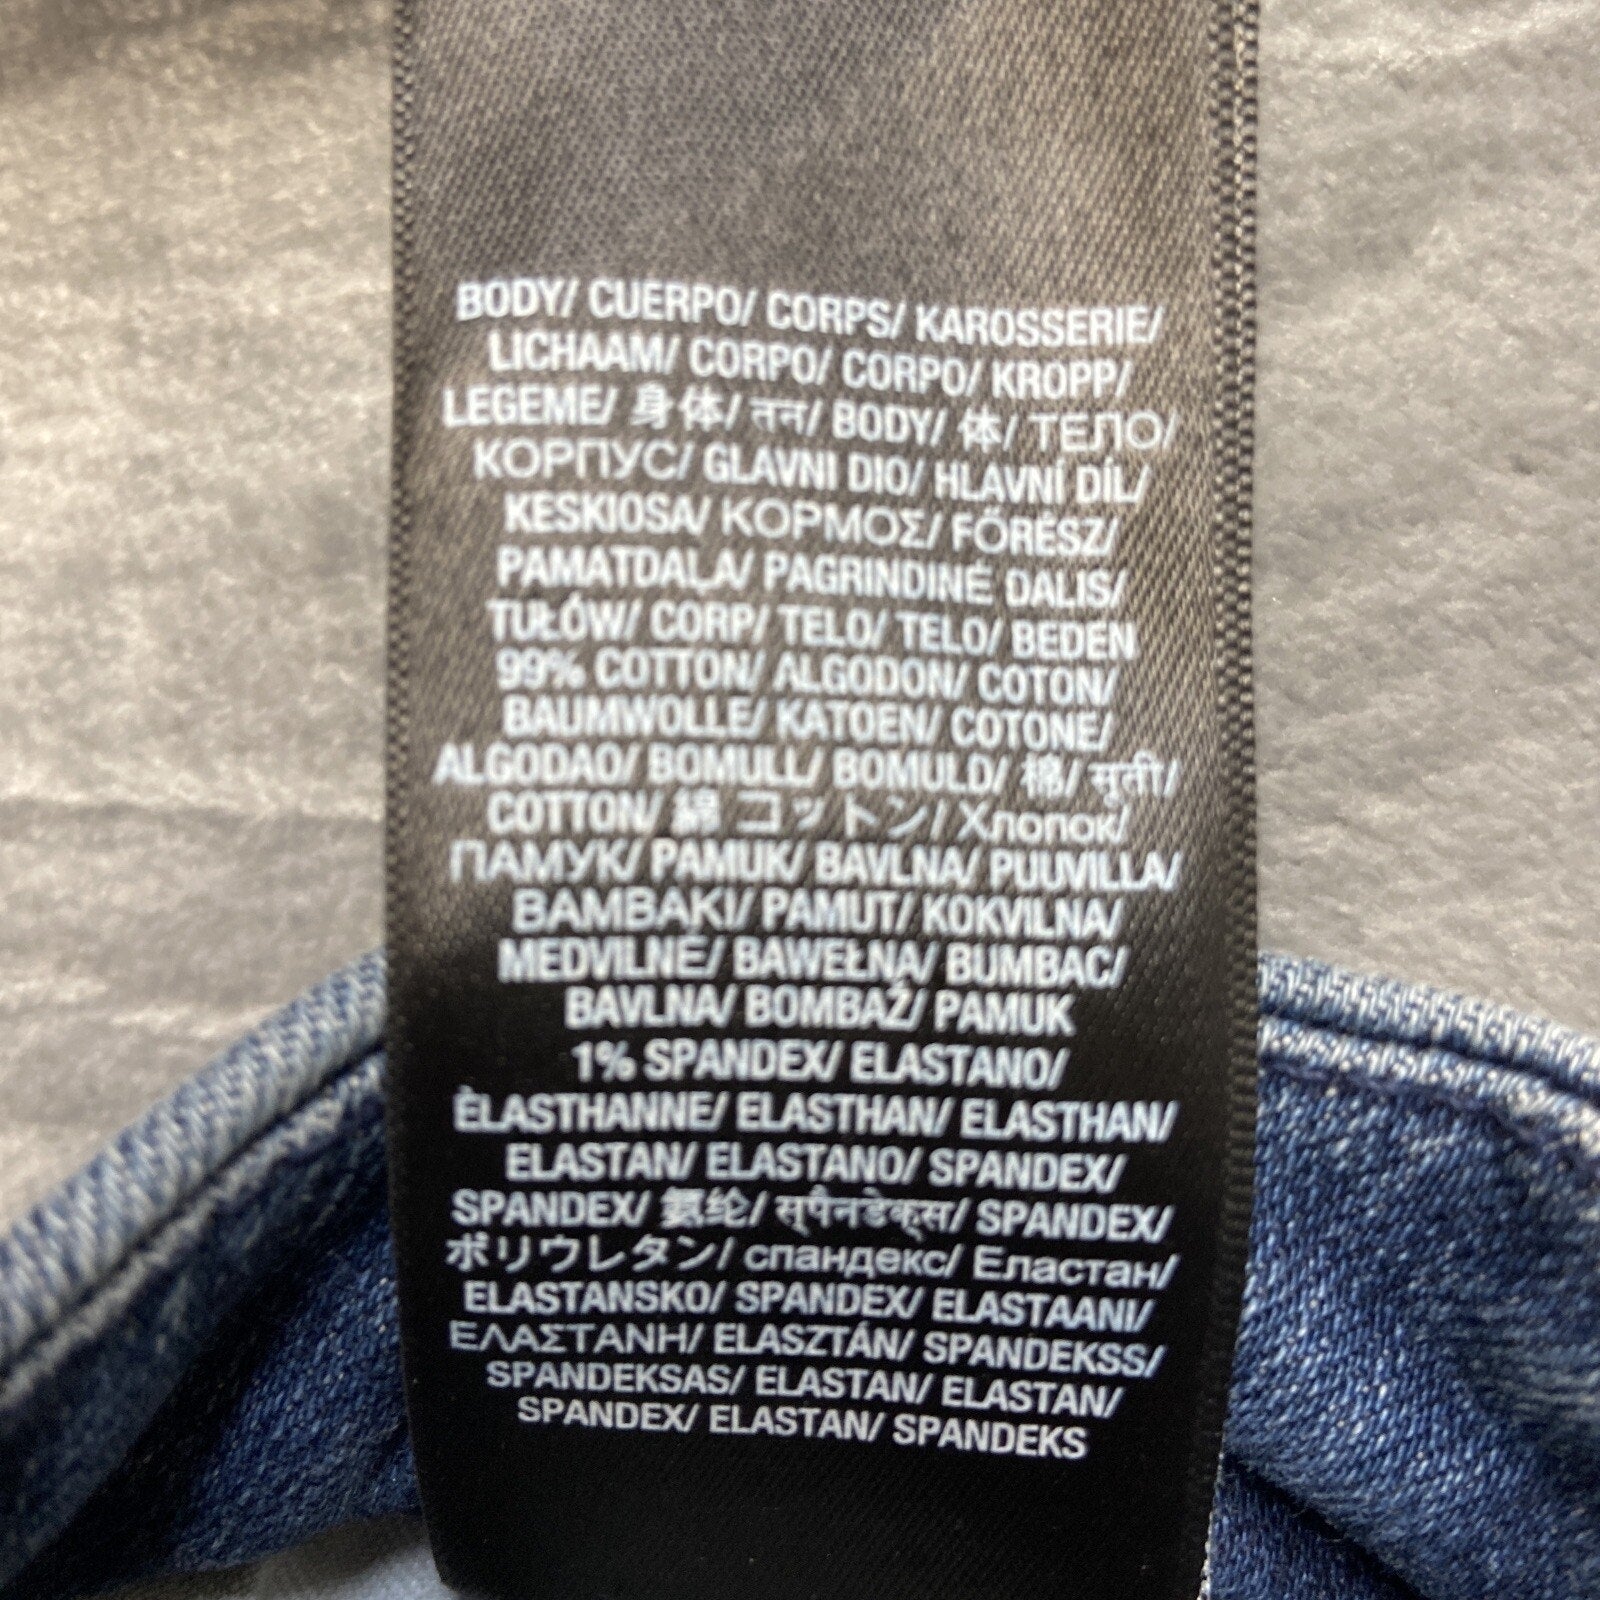 BODY/ CUERPO/ CORPS/ KAROSSERIE/
LICHAAM/ CORPO/ CORPO/ KROPP/
LEGEME/ 身体/ तन/ BODY/ 体/ ТЕЛО/
КОРПУС/ GLAVNI DIO/ HLAVNÍ DÍL/
KESKIOSA/ ΚΟΡΜΟΣ/ FŐRÉSZ/
PAMATDAĻA/ PAGRINDINĖ DALIS/
TUŁÓW/ CORP/ TELO/ TELO/ BEDEN
99% COTTON/ ALGODON/ COTON/
BAUMWOLLE/ KATOEN/ COTONE/
ALGODAO/ BOMULL/ BOMULD/ 棉/ सूती/
COTTON/ 綿 コットン/ Хлопок/
ПАМУК/ PAMUK/ BAVLNA/ PUUVILLA/
ΒΑΜΒΑΚΙ/ PAMUT/ KOKVILNA/
MEDVILNĖ/ BAWEŁNA/ BUMBAC/
BAVLNA/ BOMBAŽ/ PAMUK
1% SPANDEX/ ELASTANO/
ÉLASTHANNE/ ELASTHAN/ ELASTHAN/
ELASTAN/ ELASTANO/ SPANDEX/
SPANDEX/ 氨纶/ स्पैनडेक्स/ SPANDEX/
ポリウレタン/ спандекс/ Еластан/
ELASTANSKO/ SPANDEX/ ELASTAANI/
ΕΛΑΣΤΑΝΗ/ ELASZTÁN/ SPANDEKSS/
SPANDEKSAS/ ELASTAN/ ELASTAN/
SPANDEX/ ELASTAN/ SPANDEKS